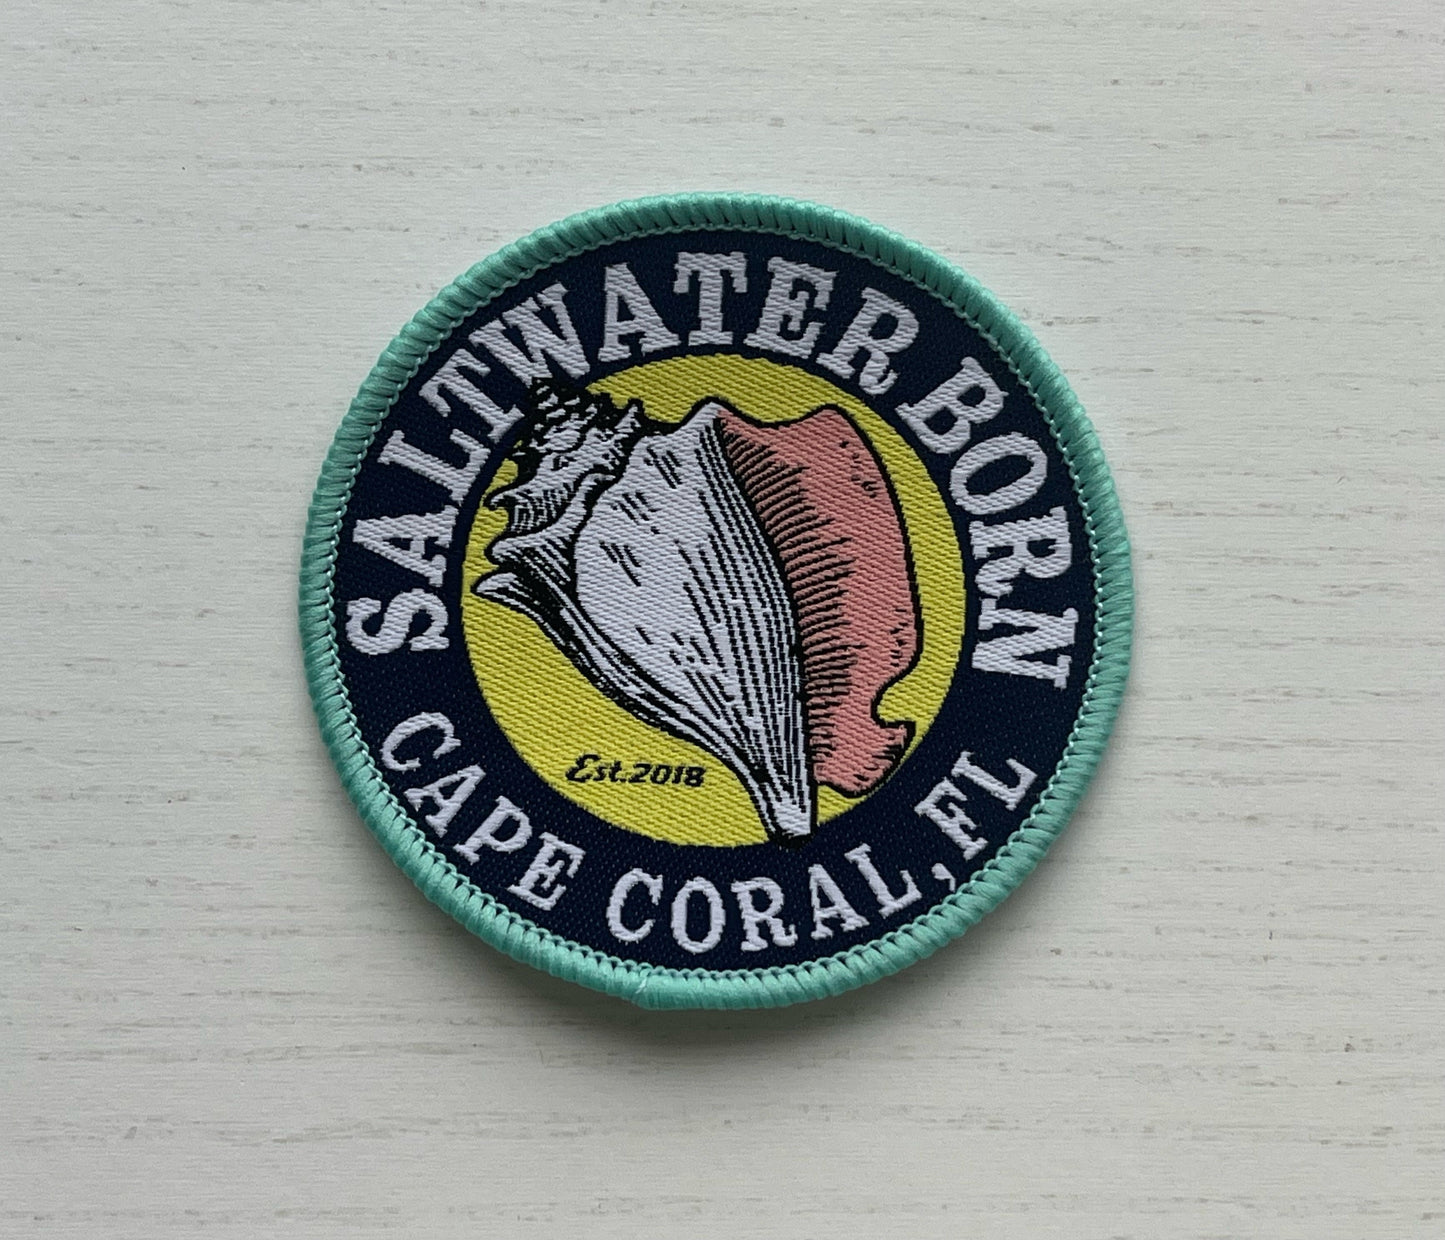 SALTWATER BORN
Est.2018
CAPE CORAL, FL